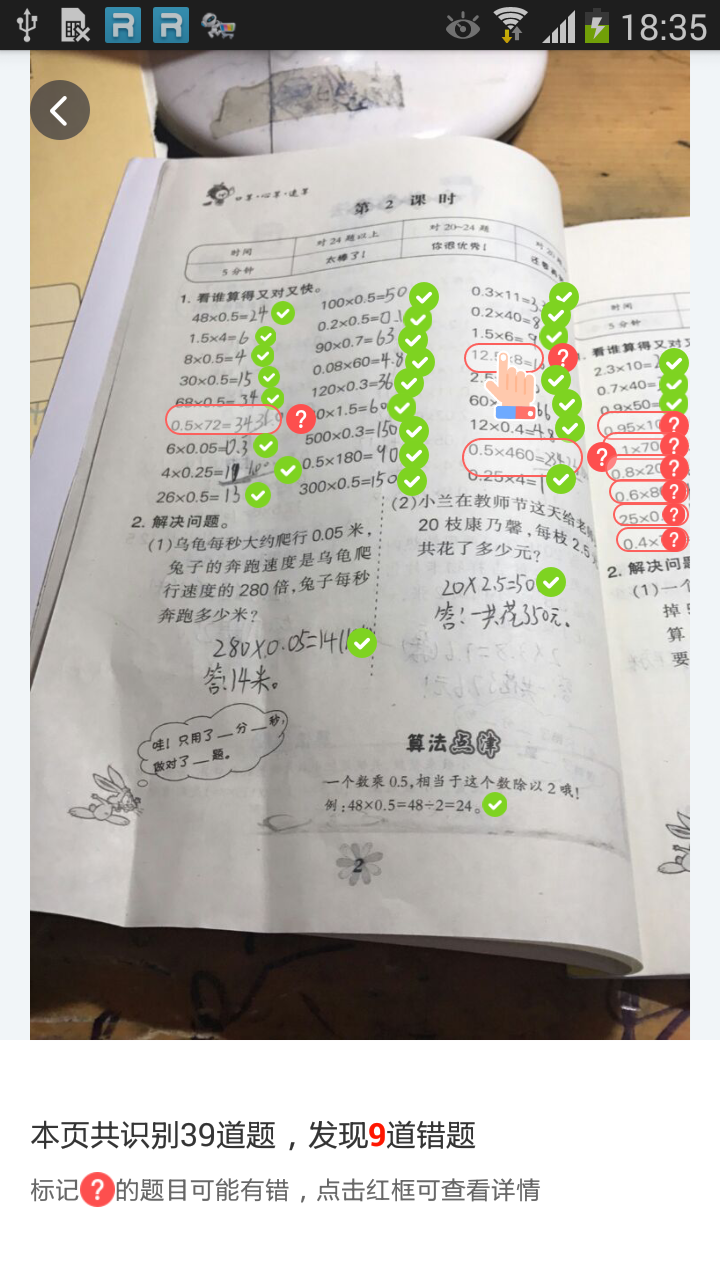 18:35
口算·心算·速算
第 2 课 时
时间 对24题以上 对20~24题
5分钟 太棒了! 你很优秀!
1. 看谁算得又对又快。
48×0.5=24
1.5×4=6
8×0.5=4
30×0.5=15
68×0.5=34
0.5×72=
6×0.05=0.3
4×0.25=
26×0.5=13
100×0.5=50
0.2×0.5=0.1
90×0.7=63
0.08×60=4.8
120×0.3=36
0×1.5=60
500×0.3=150
0.5×180=90
300×0.5=150
0.3×11=3.3
0.2×40=8
1.5×6=9
12.5×8=
2.5
60×
12×0.4=4.8
0.5×460=
0.25×4=1
2. 解决问题。
(1)乌龟每秒大约爬行 0.05 米,
兔子的奔跑速度是乌龟爬
行速度的 280 倍,兔子每秒
奔跑多少米?
280×0.05=14
答!14米。
(2)小兰在教师节这天给老师
20 枝康乃馨,每枝 2.5
共花了多少元?
20×2.5=50
答!一共花350元。
哇!只用了__分__秒,
做对了__题。
算法点津
一个数乘 0.5,相当于这个数除以 2 哦!
例:48×0.5=48÷2=24。
2
时间
5分钟
看谁算得又对又
2.3×10=
0.7×40=
0.9×50=
0.95×10
1×70
0.8×20
0.6×8
25×0.
0.4×
2. 解决问题
(1)一个
掉
算
要
本页共识别39道题，发现9道错题
标记?的题目可能有错，点击红框可查看详情